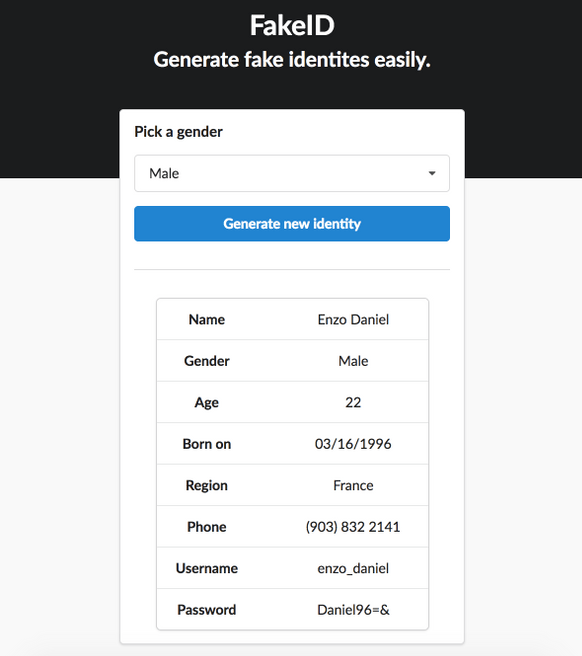 FakeID
Generate fake identites easily.
Pick a gender
Male
Generate new identity
Name Enzo Daniel
Gender Male
Age 22
Born on 03/16/1996
Region France
Phone (903) 832 2141
Username enzo_daniel
Password Daniel96=&